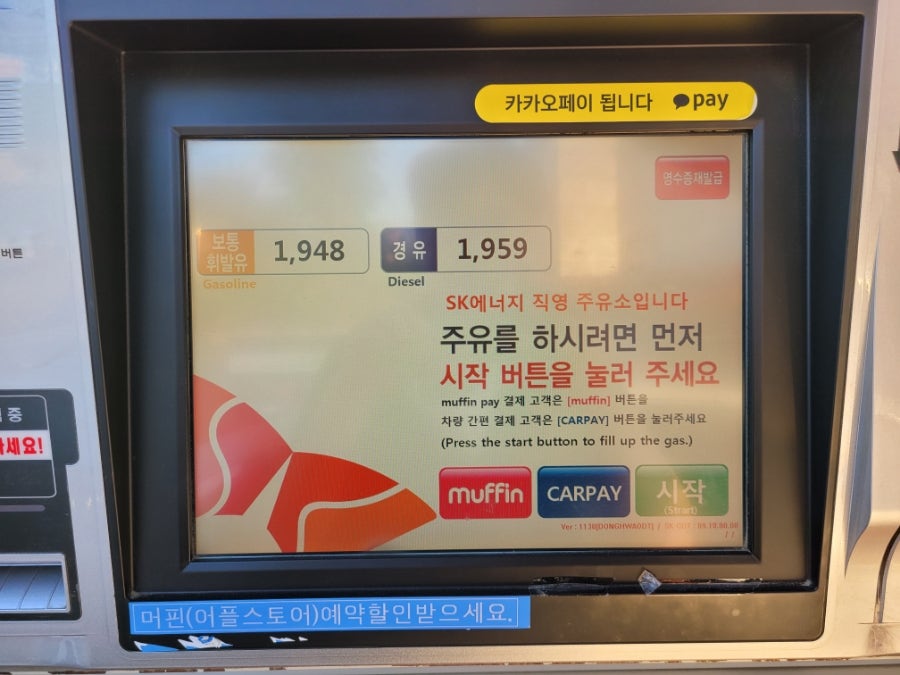 카카오페이 됩니다 pay
영수증재발급
보통
휘발유 1,948
Gasoline
경유 1,959
Diesel
SK에너지 직영 주유소입니다
주유를 하시려면 먼저
시작 버튼을 눌러 주세요
muffin pay 결제 고객은 [muffin] 버튼을
차량 간편 결제 고객은 [CARPAY] 버튼을 눌러주세요
(Press the start button to fill up the gas.)
muffin
CARPAY
시작
(Strart)
버튼
중
세요!
머핀(어플스토어)예약할인받으세요.